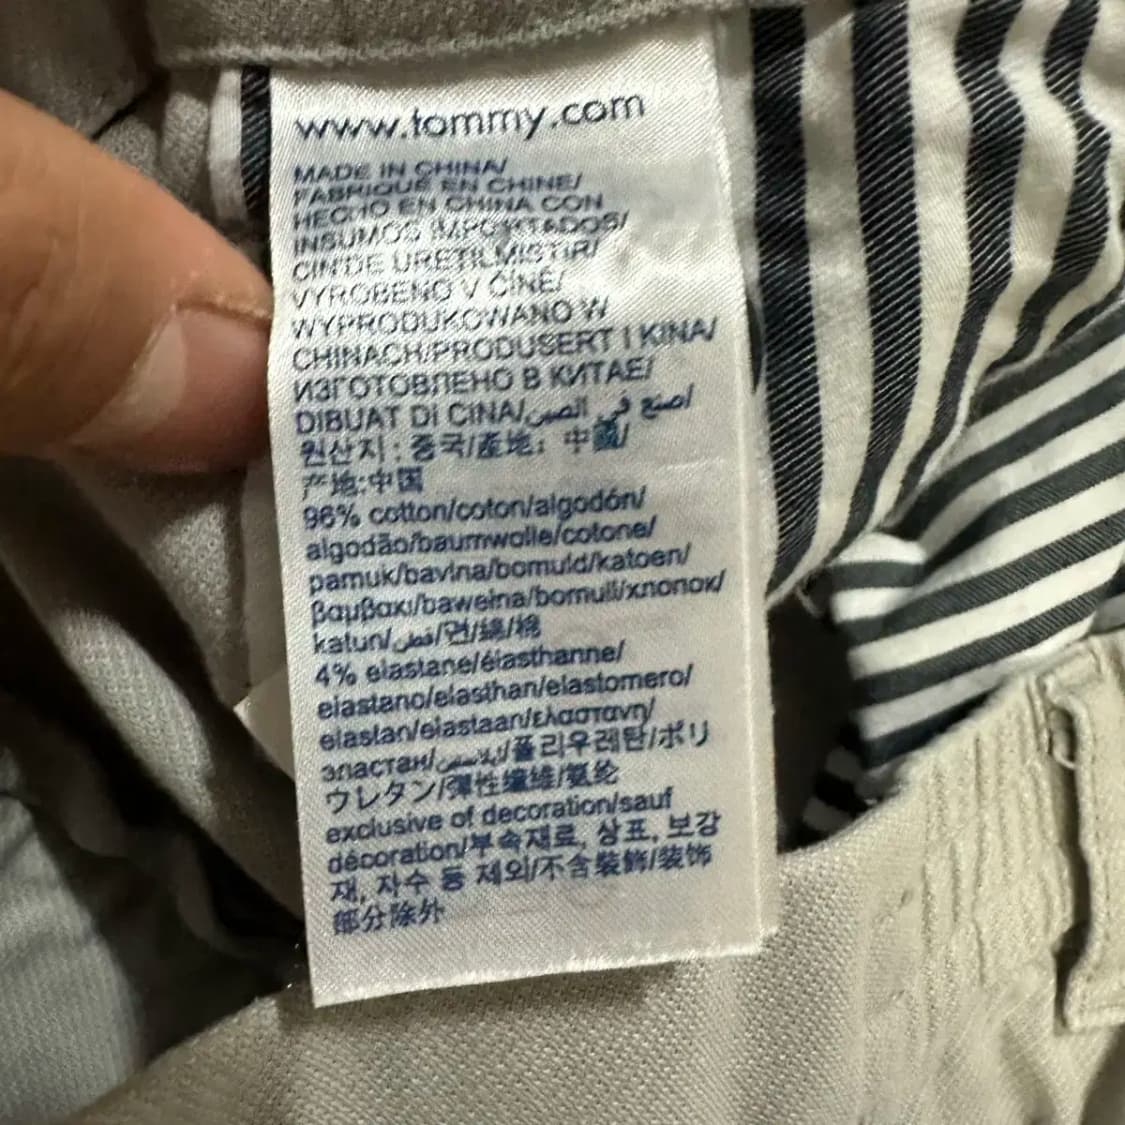 www.tommy.com
MADE IN CHINA/
FABRIQUÉ EN CHINE/
HECHO EN CHINA CON
INSUMOS IMPORTADOS/
CIN'DE URETILMISTIR/
VYROBENO V ČÍNĚ/
WYPRODUKOWANO W
CHINACH/PRODUSERT I KINA/
ИЗГОТОВЛЕНО В КИТАЕ/
DIBUAT DI CINA/صنع في الصين/
원산지 : 중국/產地: 中國/
产地:中国
96% cotton/coton/algodón/
algodão/baumwolle/cotone/
pamuk/bavlna/bomuld/katoen/
βαμβακι/bawełna/bomull/хлопок/
katun/قطن/면/綿/棉
4% elastane/élasthanne/
elastano/elasthan/elastomero/
elastan/elastaan/ελαστανη/
эластан/ايلاستين/폴리우레탄/ポリ
ウレタン/彈性纖維/氨纶
exclusive of decoration/sauf
décoration/부속재료, 상표, 보강
재, 자수 등 제외/不含裝飾/装饰
部分除外